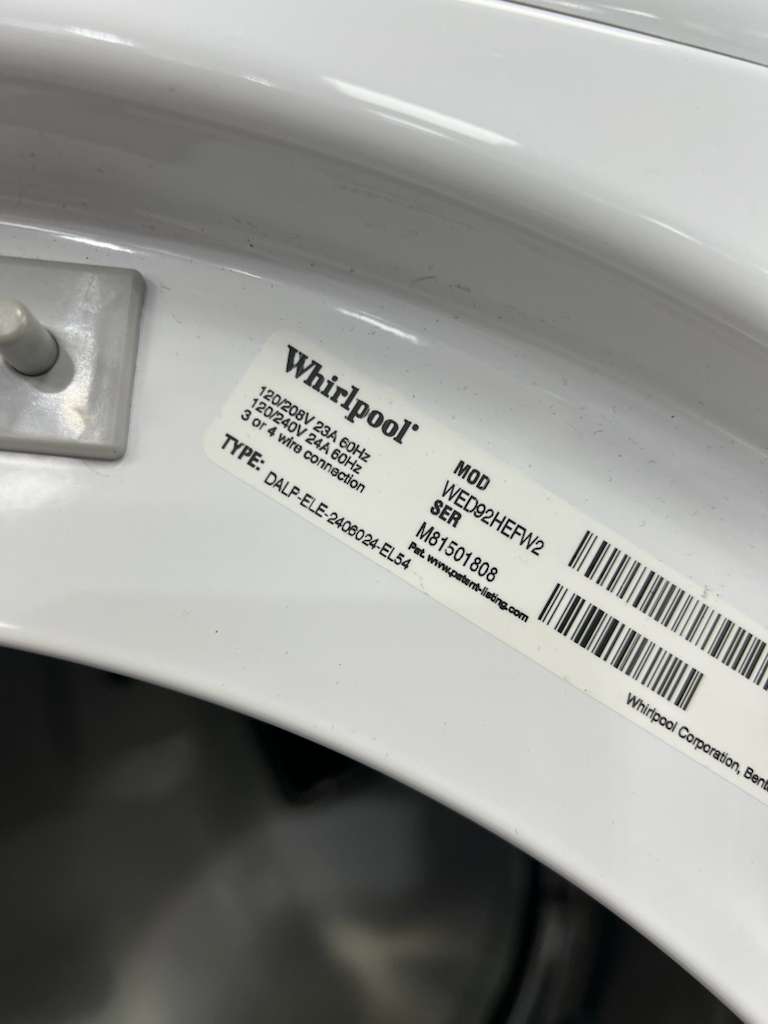 Whirlpool®
120/208V 23A 60Hz
120/240V 24A 60Hz
3 or 4 wire connection
TYPE:
DALF-ELE-2406024-EL54
MOD
WED92HEFW2
SER
M81501808
Pat. www.patent-listing.com
Whirlpool Corporation,